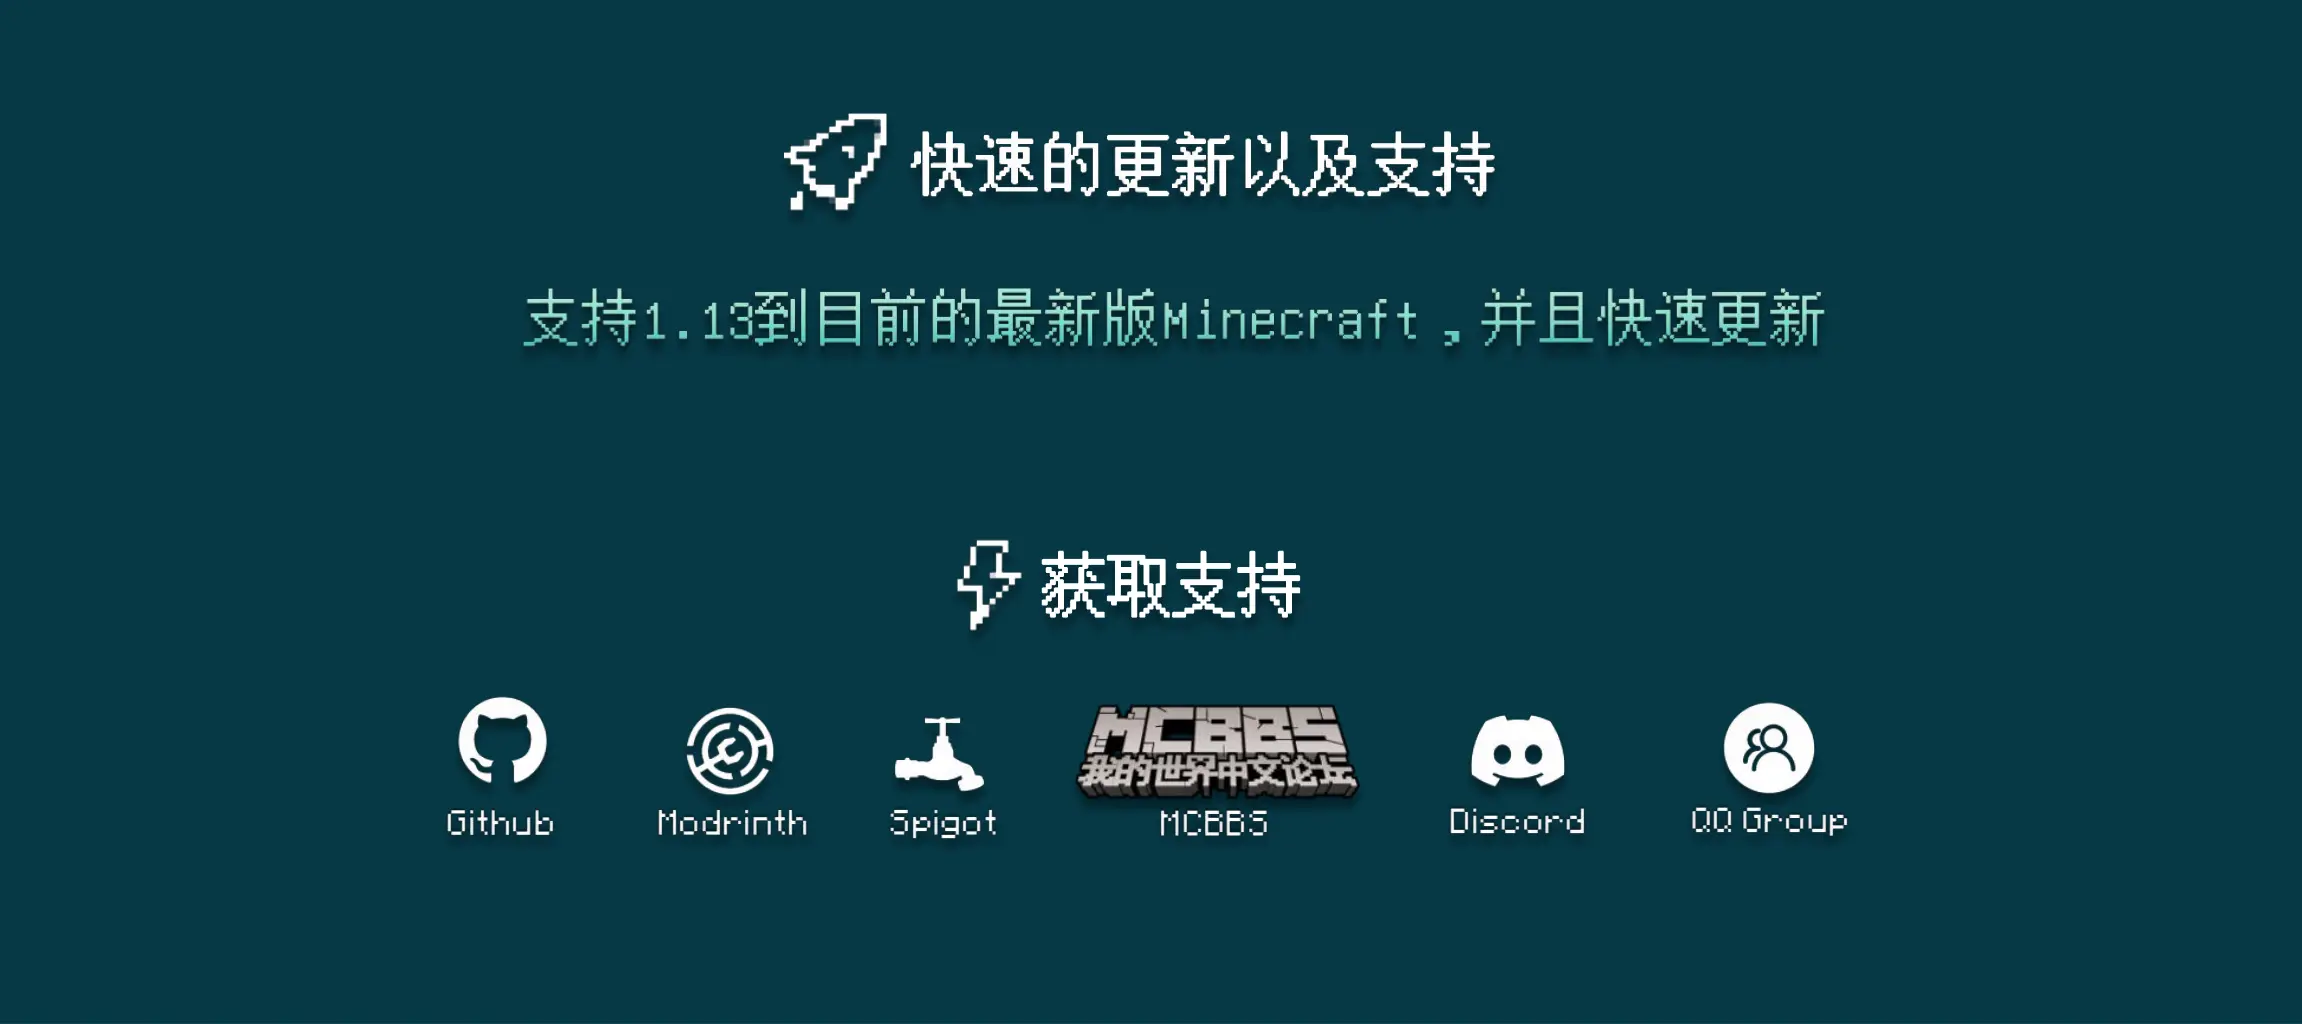 快速的更新以及支持
支持1.13到目前的最新版Minecraft，并且快速更新
获取支持
MCBBS
我的世界中文论坛
Github Modrinth Spigot MCBBS Discord QQ Group